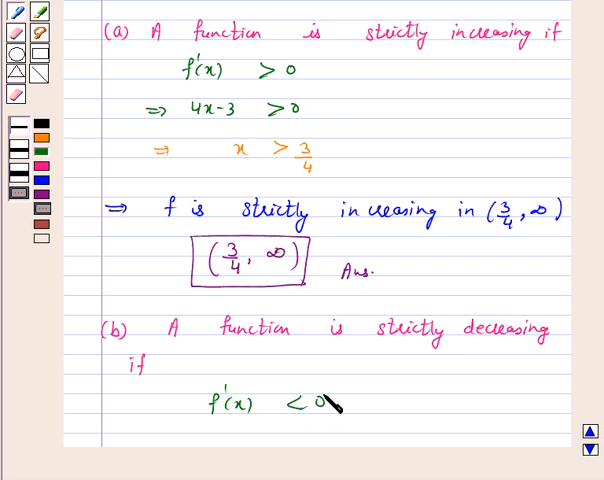 (a) A function is strictly increasing if
f'(x) > 0
⇒ 4x-3 > 0
⇒ x > 3/4
⇒ f is strictly increasing in (3/4, ∞)
(3/4, ∞) Ans.
(b) A function is strictly decreasing
if
f'(x) < 0